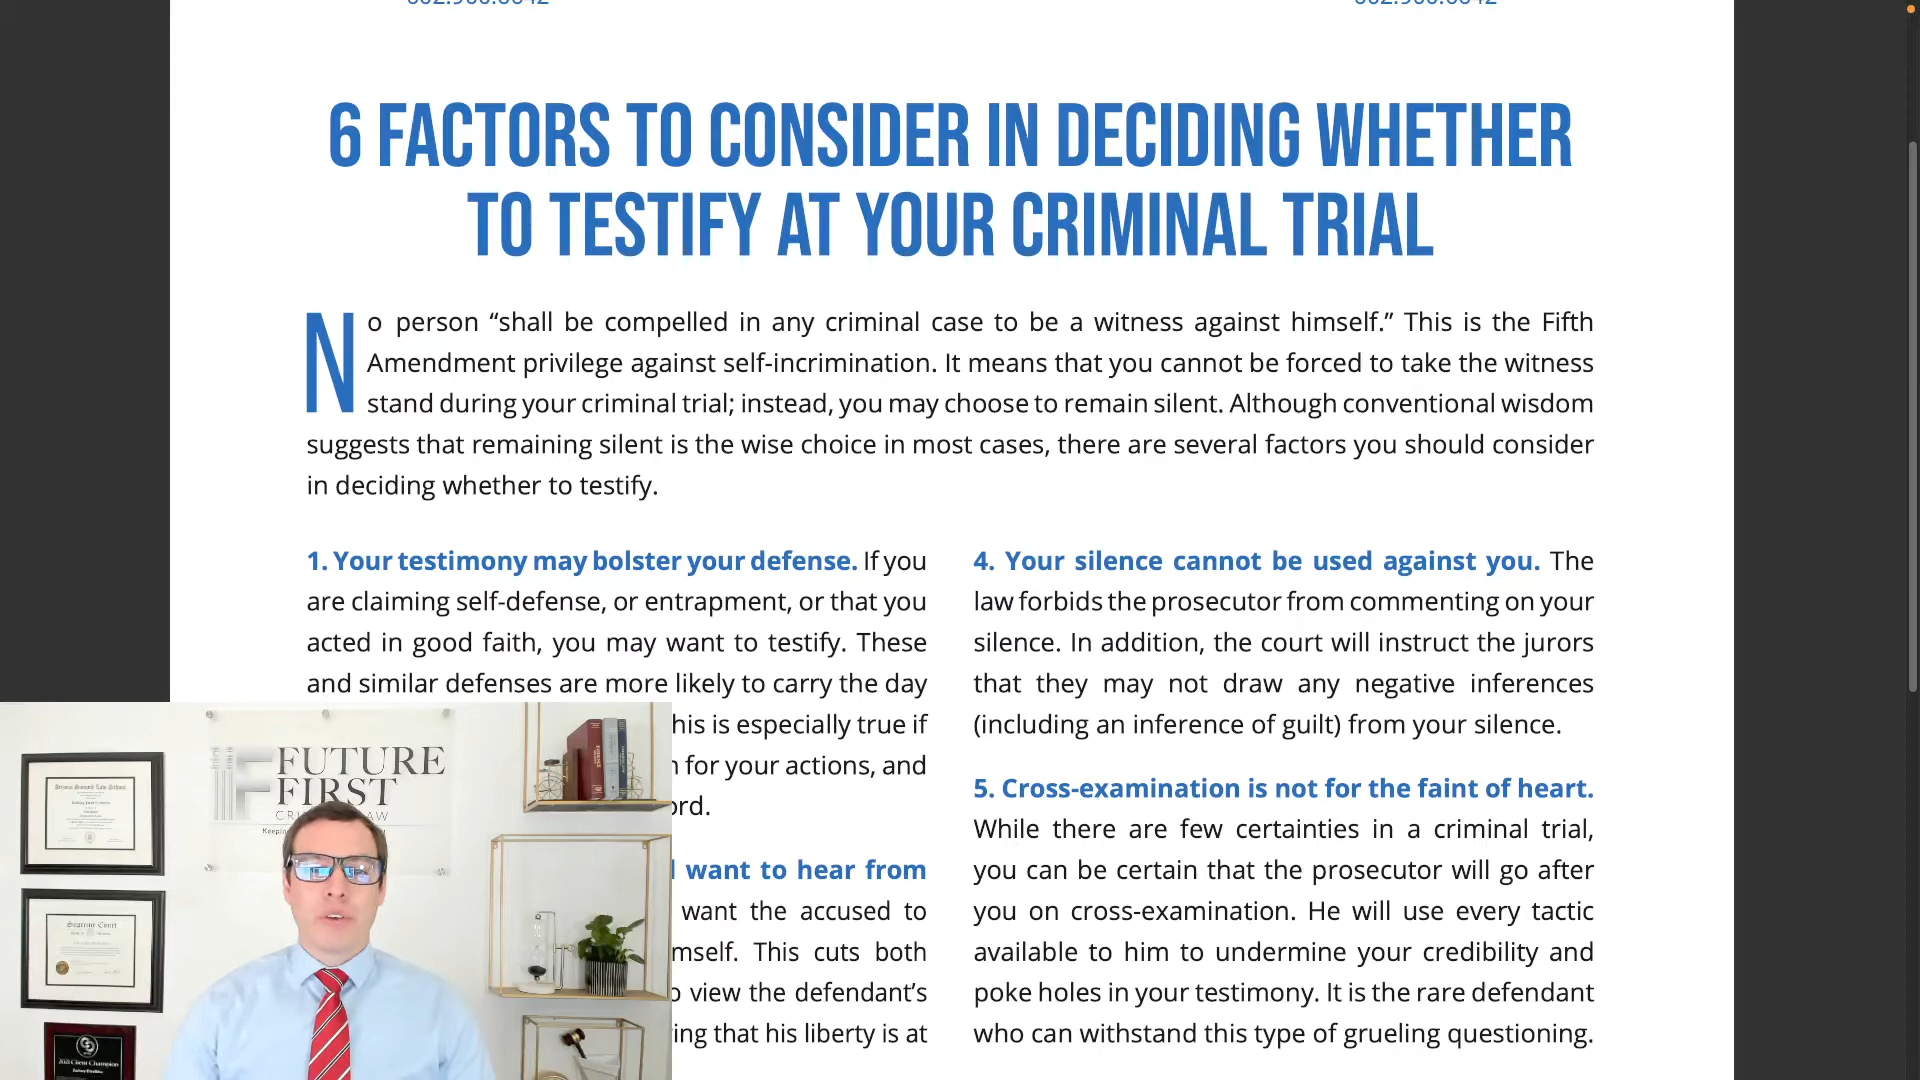 6 FACTORS TO CONSIDER IN DECIDING WHETHER
TO TESTIFY AT YOUR CRIMINAL TRIAL
No person “shall be compelled in any criminal case to be a witness against himself.” This is the Fifth
Amendment privilege against self-incrimination. It means that you cannot be forced to take the witness
stand during your criminal trial; instead, you may choose to remain silent. Although conventional wisdom
suggests that remaining silent is the wise choice in most cases, there are several factors you should consider
in deciding whether to testify.
1. Your testimony may bolster your defense. If you
are claiming self-defense, or entrapment, or that you
acted in good faith, you may want to testify. These
and similar defenses are more likely to carry the day
his is especially true if
for your actions, and
ord.
want to hear from
want the accused to
mself. This cuts both
view the defendant’s
ing that his liberty is at
4. Your silence cannot be used against you. The
law forbids the prosecutor from commenting on your
silence. In addition, the court will instruct the jurors
that they may not draw any negative inferences
(including an inference of guilt) from your silence.
5. Cross-examination is not for the faint of heart.
While there are few certainties in a criminal trial,
you can be certain that the prosecutor will go after
you on cross-examination. He will use every tactic
available to him to undermine your credibility and
poke holes in your testimony. It is the rare defendant
who can withstand this type of grueling questioning.
FUTURE
FIRST
Supreme Court